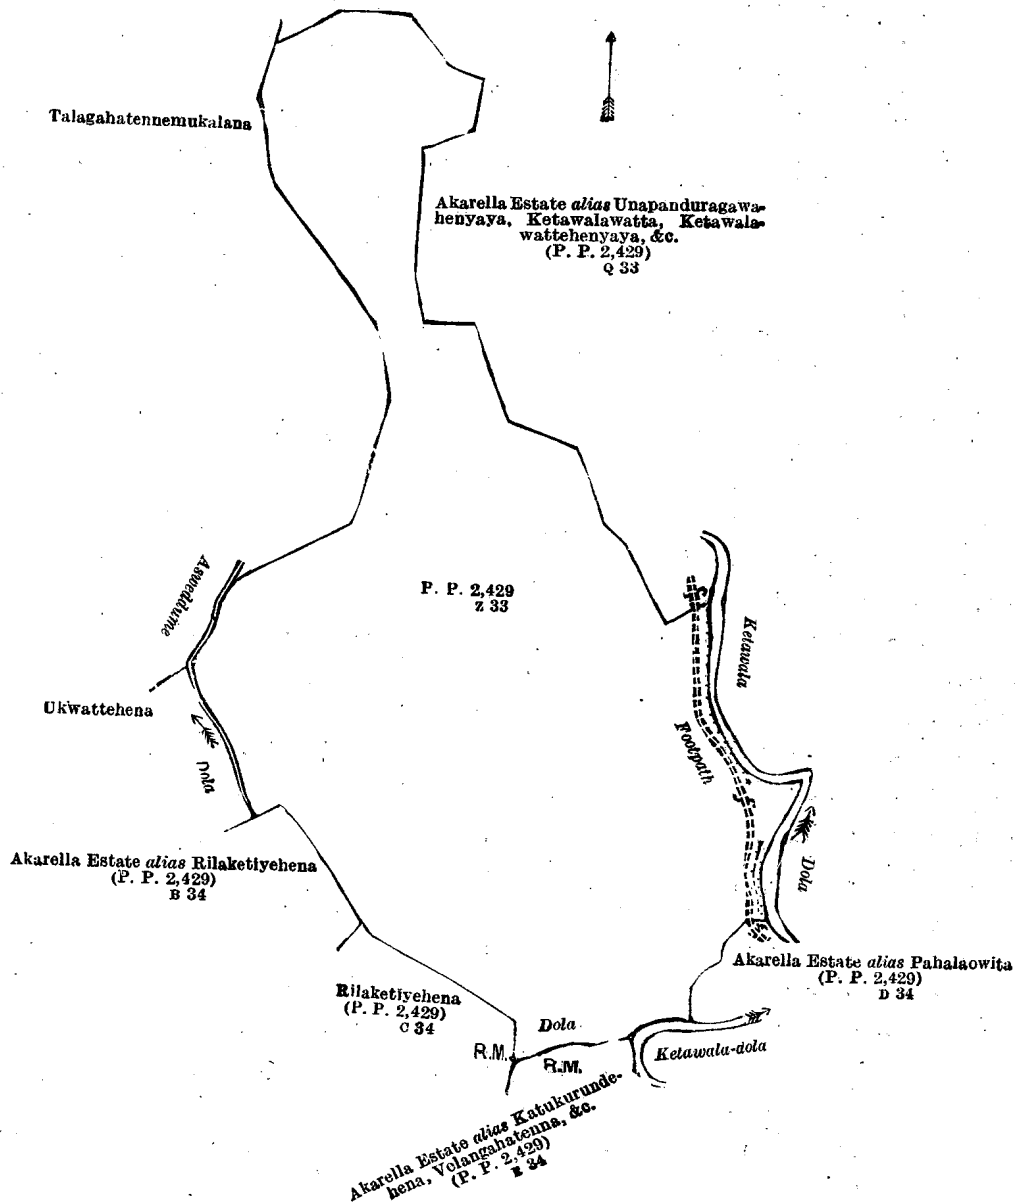 Talagahatennemukalana
Akarella Estate alias Unapanduragawa-
henyaya, Ketawalawatta, Ketawala-
wattehenyaya, &c.
(P. P. 2,429)
Q 33
P. P. 2,429
Z 33
Asweddume
Ketawala
Ukwattehena
Dola
Footpath
Dola
Akarella Estate alias Rilaketiyehena
(P. P. 2,429)
B 34
Akarella Estate alias Pahalaowita
(P. P. 2,429)
D 34
Rilaketiyehena
(P. P. 2,429)
C 34
Dola
R.M.
R.M.
Ketawala-dola
Akarella Estate alias Katukurunde-
hena, Volangahatenna, &c.
(P. P. 2,429)
E 34